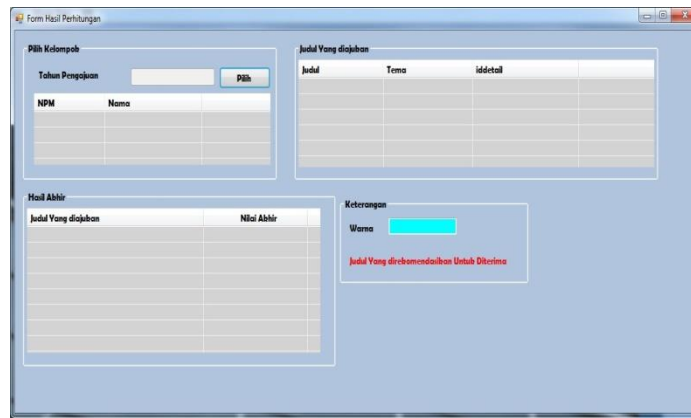 Form Hasil Perhitungan
Pilih Kelompok
Tahun Pengajuan
Pilih
NPM Nama
Judul Yang diajukan
Judul Tema iddetail
Hasil Akhir
Judul Yang diajukan Nilai Akhir
Keterangan
Warna
Judul Yang direkomendasikan Untuk Diterima